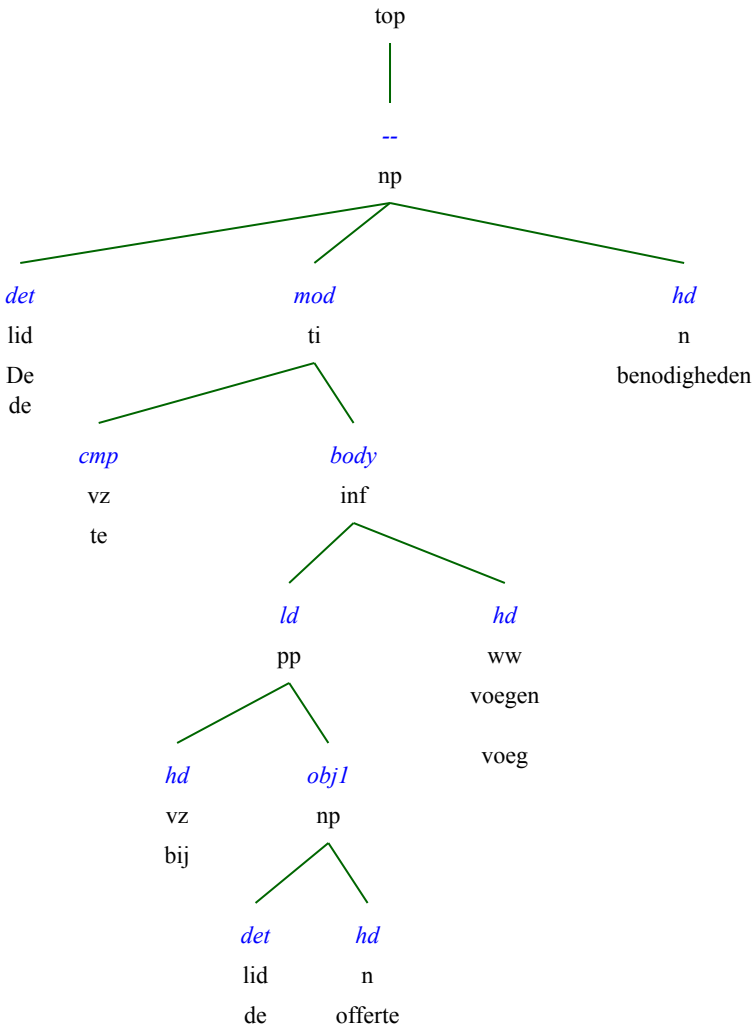 top
--
np
det mod hd
lid ti n
De benodigheden
de
cmp body
vz inf
te
ld hd
pp ww
voegen
voeg
hd obj1
vz np
bij
det hd
lid n
de offerte